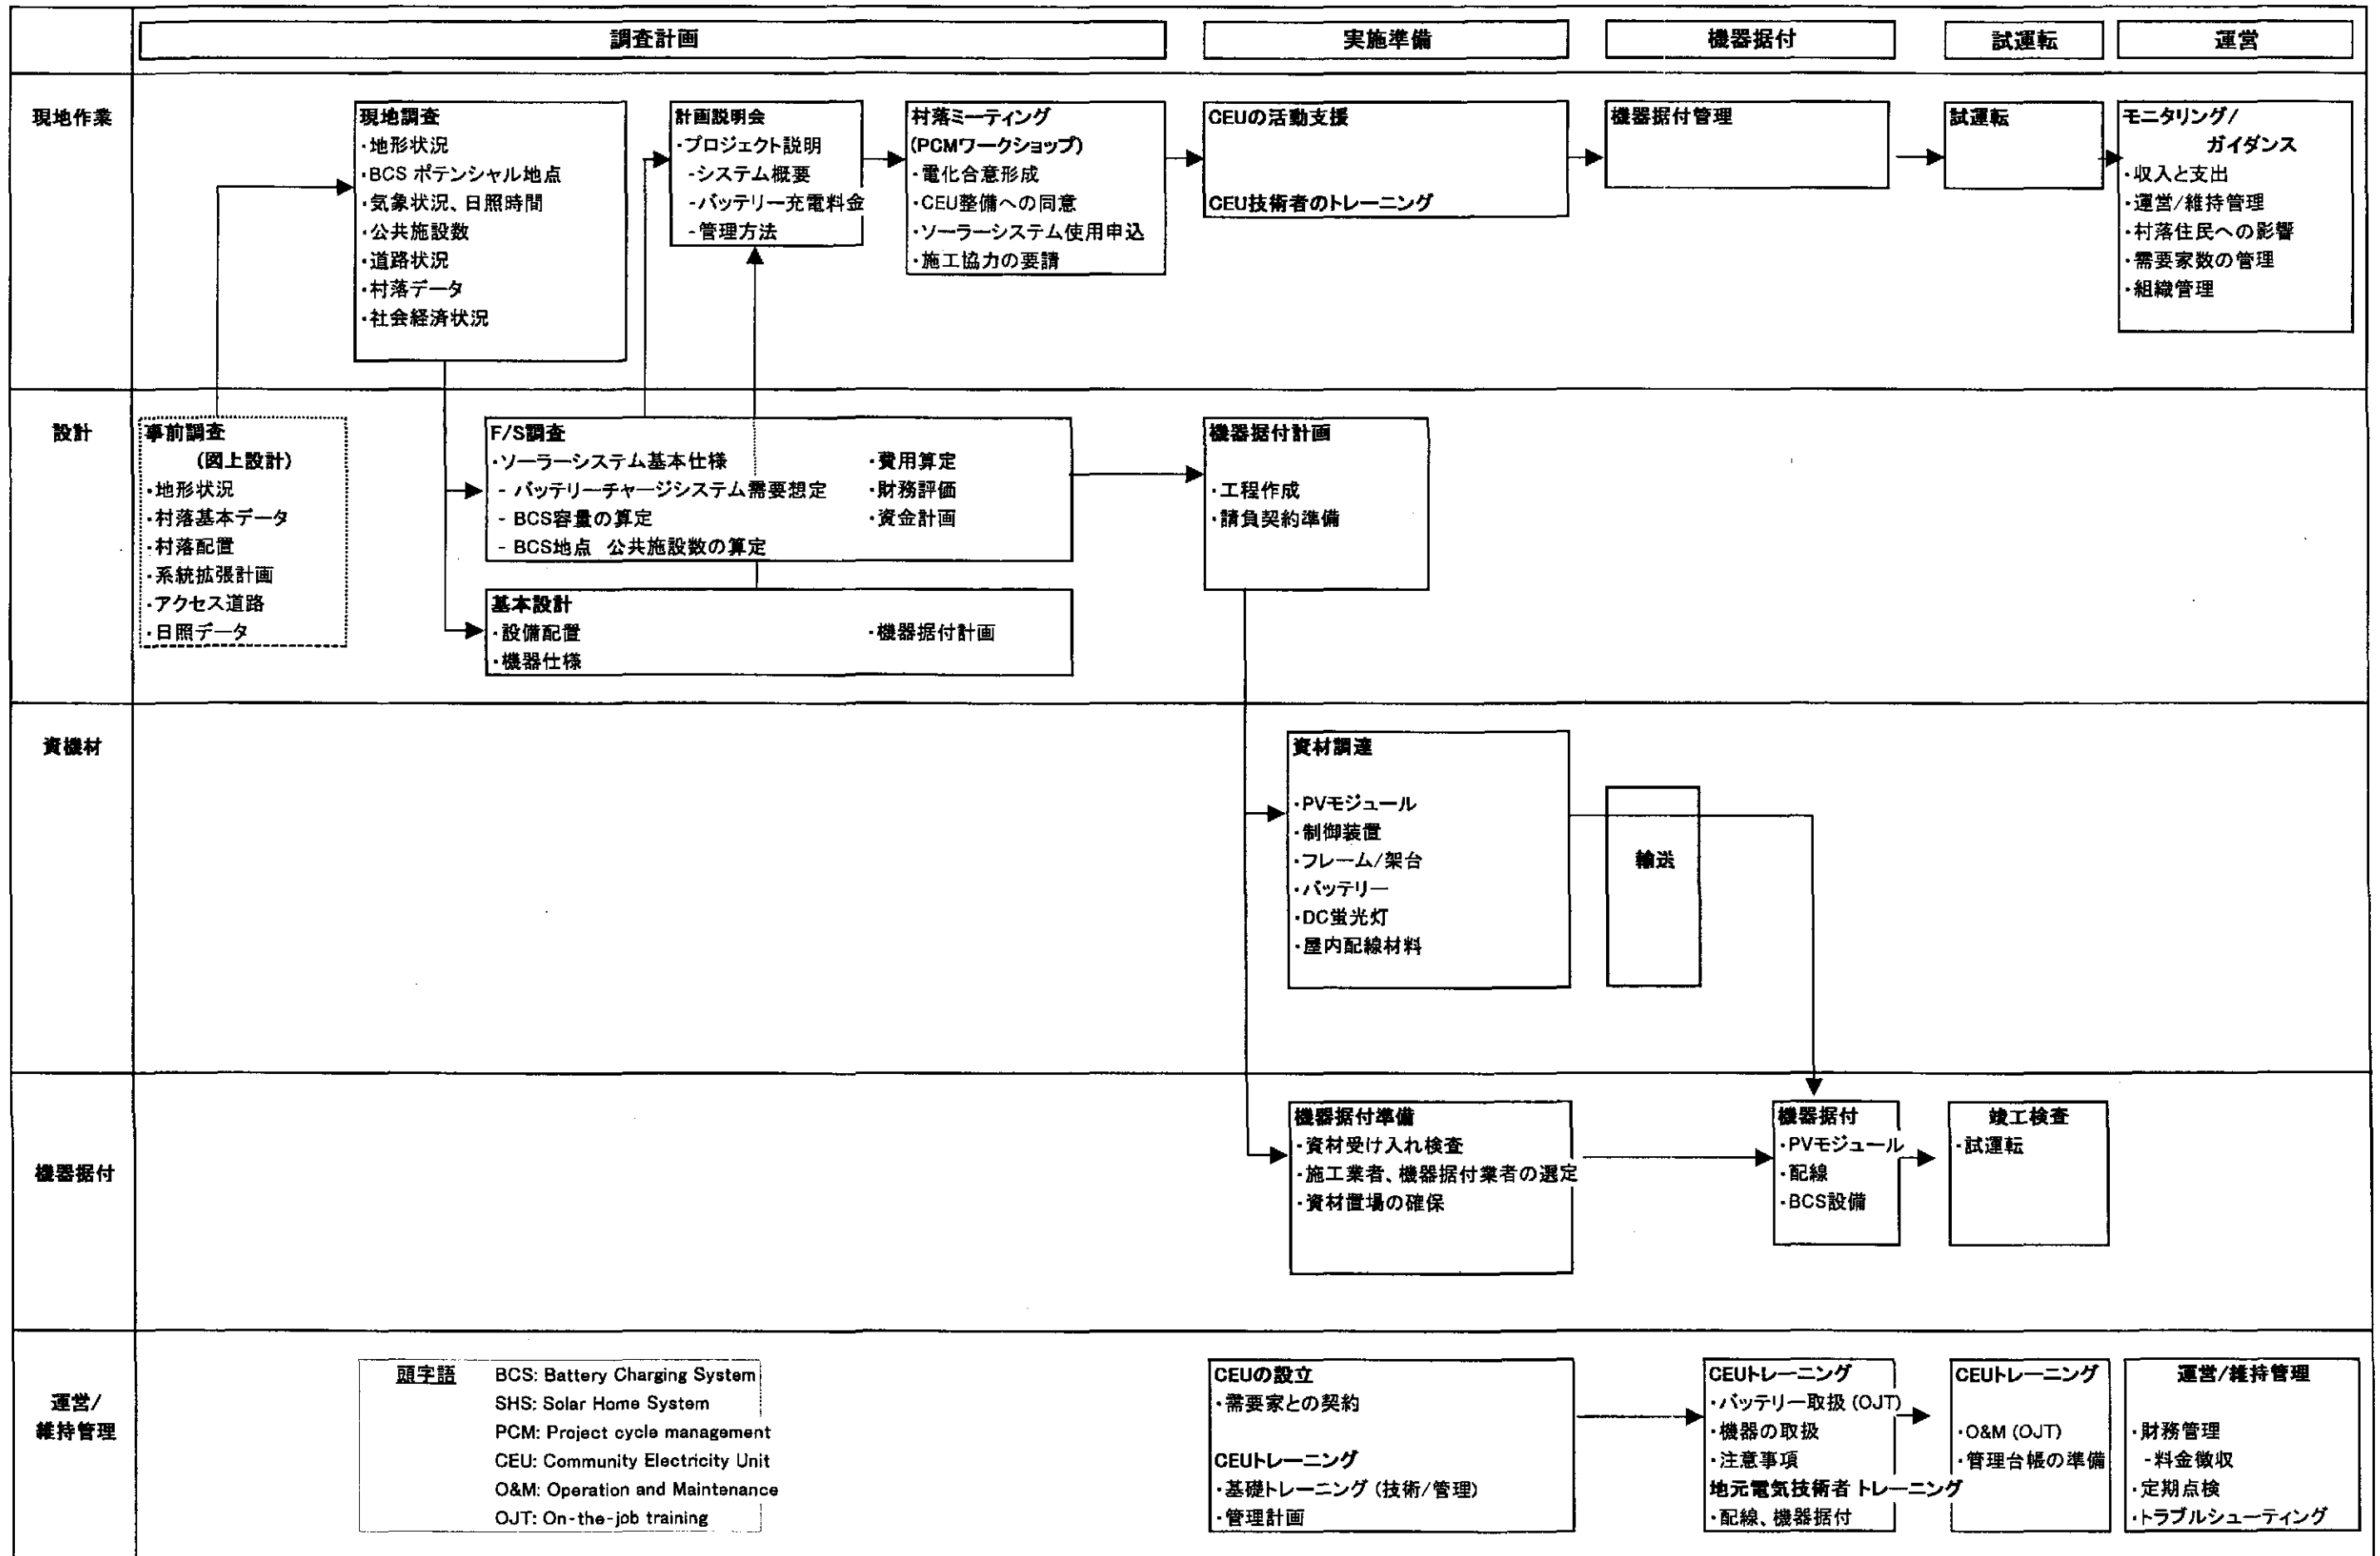 調査計画
実施準備
機器据付
試運転
運営
現地作業
現地調査
・地形状況
・BCS ポテンシャル地点
・気象状況、日照時間
・公共施設数
・道路状況
・村落データ
・社会経済状況
計画説明会
・プロジェクト説明
-システム概要
-バッテリー充電料金
-管理方法
村落ミーティング
(PCMワークショップ)
・電化合意形成
・CEU整備への同意
・ソーラーシステム使用申込
・施工協力の要請
CEUの活動支援
CEU技術者のトレーニング
機器据付管理
試運転
モニタリング/
ガイダンス
・収入と支出
・運営/維持管理
・村落住民への影響
・需要家数の管理
・組織管理
設計
事前調査
(図上設計)
・地形状況
・村落基本データ
・村落配置
・系統拡張計画
・アクセス道路
・日照データ
F/S調査
・ソーラーシステム基本仕様
- バッテリーチャージシステム需要想定
- BCS容量の算定
- BCS地点 公共施設数の算定
・費用算定
・財務評価
・資金計画
基本設計
・設備配置
・機器仕様
・機器据付計画
機器据付計画
・工程作成
・請負契約準備
資機材
資材調達
・PVモジュール
・制御装置
・フレーム/架台
・バッテリー
・DC蛍光灯
・屋内配線材料
輸送
機器据付
機器据付準備
・資材受け入れ検査
・施工業者、機器据付業者の選定
・資材置場の確保
機器据付
・PVモジュール
・配線
・BCS設備
竣工検査
・試運転
運営/
維持管理
頭字語
BCS: Battery Charging System
SHS: Solar Home System
PCM: Project cycle management
CEU: Community Electricity Unit
O&M: Operation and Maintenance
OJT: On-the-job training
CEUの設立
・需要家との契約
CEUトレーニング
・基礎トレーニング (技術/管理)
・管理計画
CEUトレーニング
・バッテリー取扱 (OJT)
・機器の取扱
・注意事項
地元電気技術者 トレーニング
・配線、機器据付
CEUトレーニング
・O&M (OJT)
・管理台帳の準備
運営/維持管理
・財務管理
-料金徴収
・定期点検
・トラブルシューティング